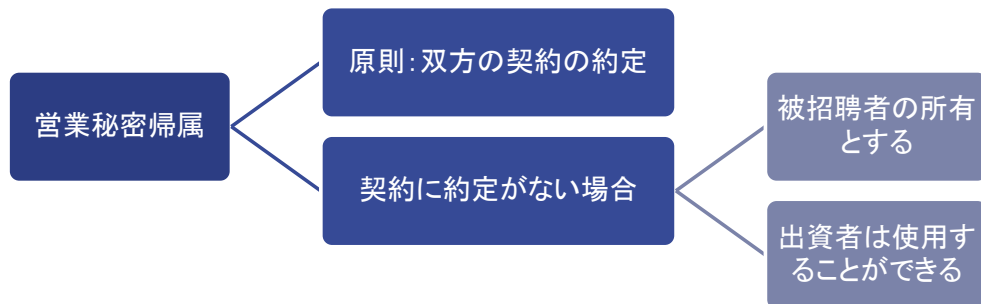 営業秘密帰属
原則：双方の契約の約定
契約に約定がない場合
被招聘者の所有
とする
出資者は使用す
ることができる